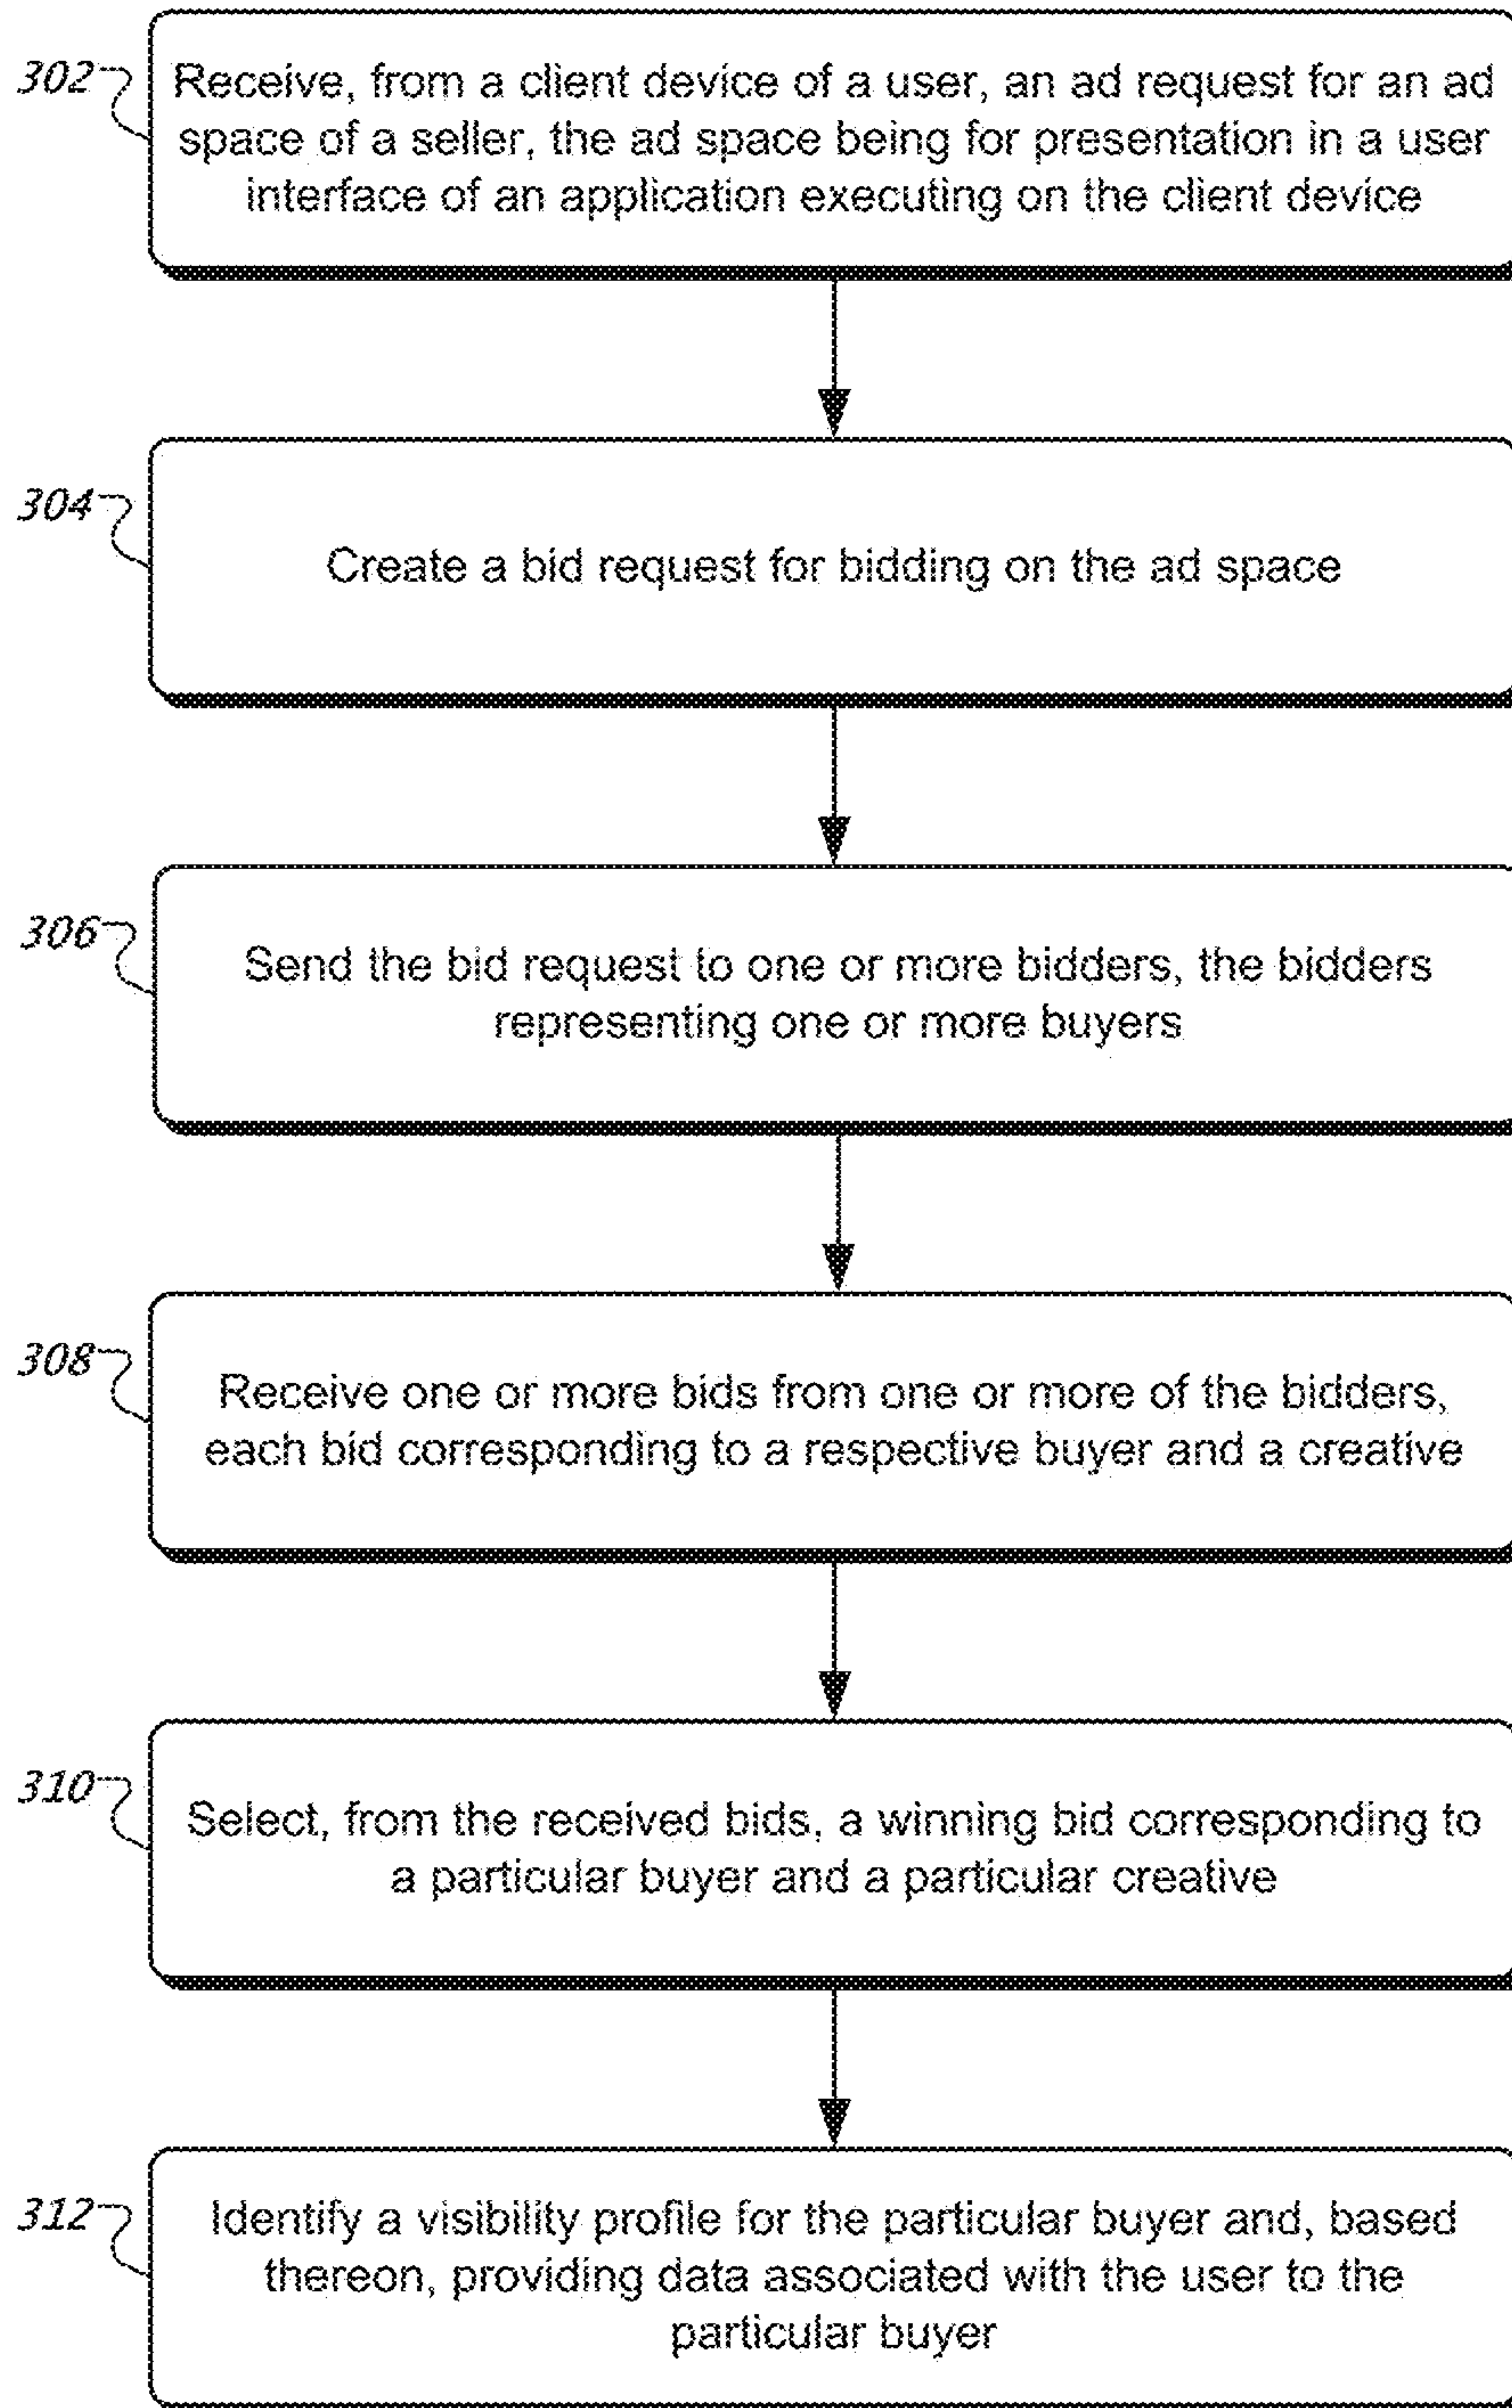 302
Receive, from a client device of a user, an ad request for an ad
space of a seller, the ad space being for presentation in a user
interface of an application executing on the client device
304
Create a bid request for bidding on the ad space
306
Send the bid request to one or more bidders, the bidders
representing one or more buyers
308
Receive one or more bids from one or more of the bidders,
each bid corresponding to a respective buyer and a creative
310
Select, from the received bids, a winning bid corresponding to
a particular buyer and a particular creative
312
Identify a visibility profile for the particular buyer and, based
thereon, providing data associated with the user to the
particular buyer